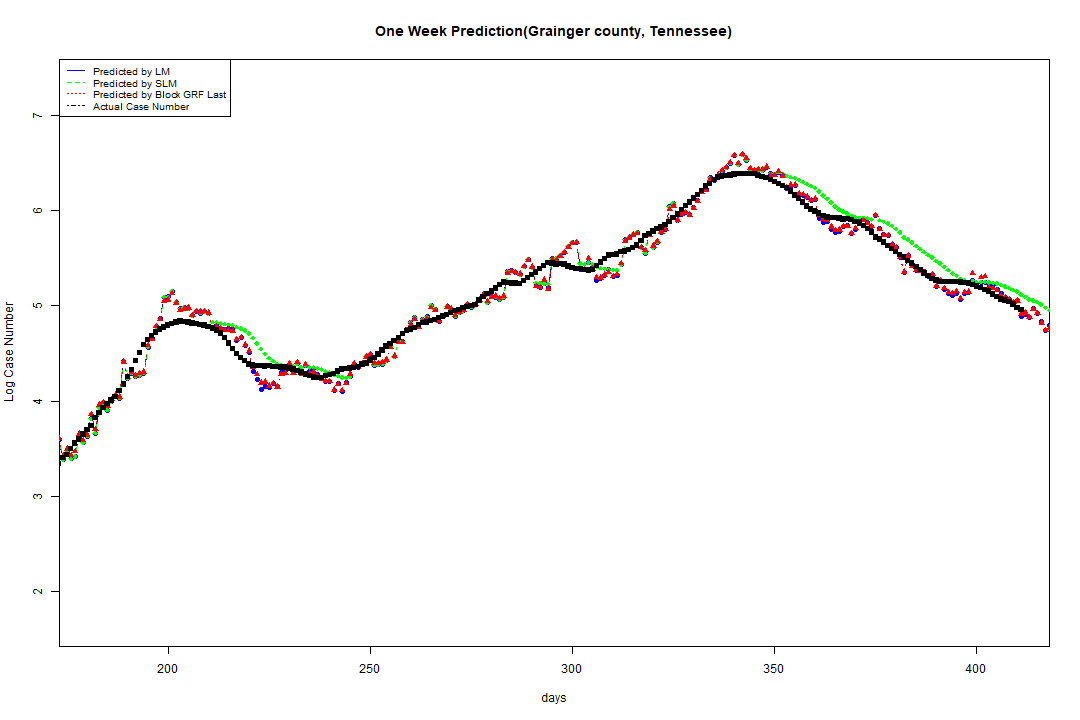 One Week Prediction(Grainger county, Tennessee)
Predicted by LM
Predicted by SLM
Predicted by Block GRF Last
Actual Case Number
7
6
5
4
3
2
Log Case Number
200 250 300 350 400
days